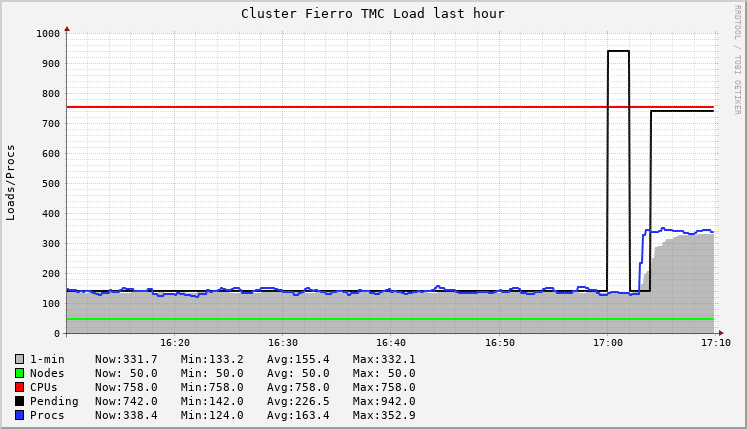 Cluster Fierro TMC Load last hour
RRDTOOL / TOBI OETIKER
Loads/Procs
1000
900
800
700
600
500
400
300
200
100
0
16:20 16:30 16:40 16:50 17:00 17:10
1-min Now:331.7 Min:133.2 Avg:155.4 Max:332.1
Nodes Now: 50.0 Min: 50.0 Avg: 50.0 Max: 50.0
CPUs Now:758.0 Min:758.0 Avg:758.0 Max:758.0
Pending Now:742.0 Min:142.0 Avg:226.5 Max:942.0
Procs Now:338.4 Min:124.0 Avg:163.4 Max:352.9